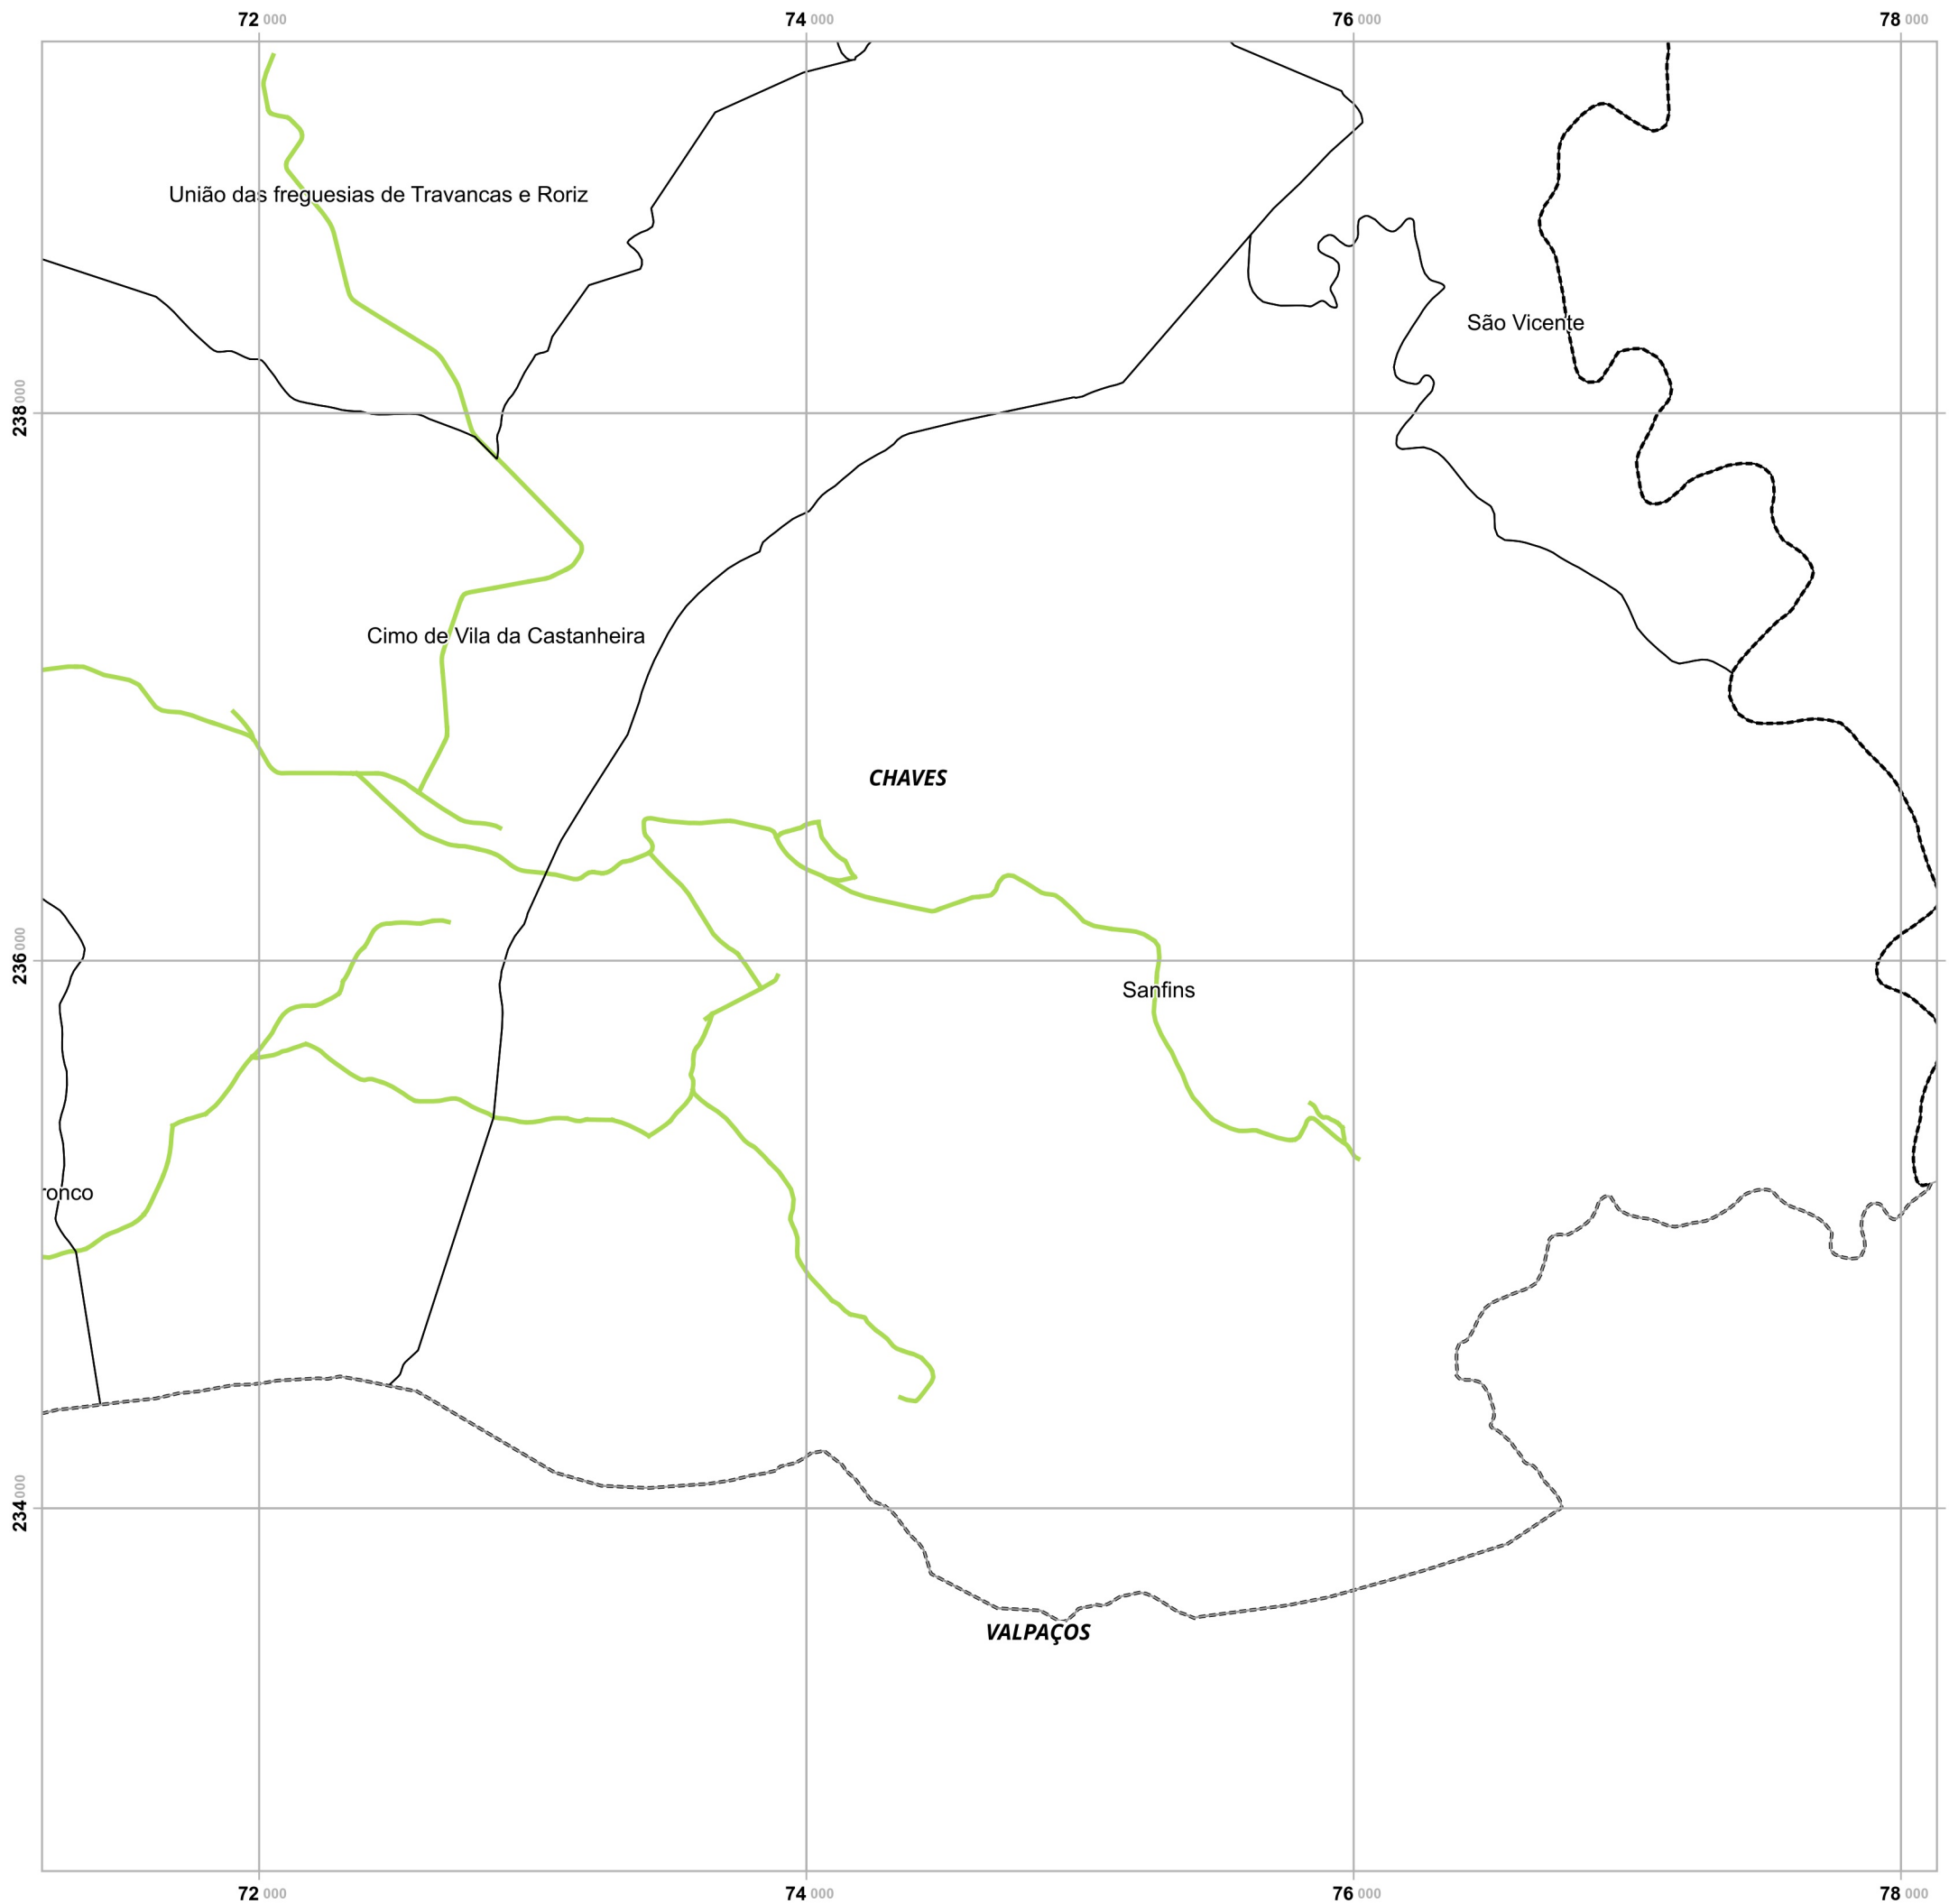 72 000 74 000 76 000 78 000
União das freguesias de Travancas e Roriz
São Vicente
238 000
Cimo de Vila da Castanheira
CHAVES
236 000
Sanfins
ronco
234 000
VALPAÇOS
72 000 74 000 76 000 78 000